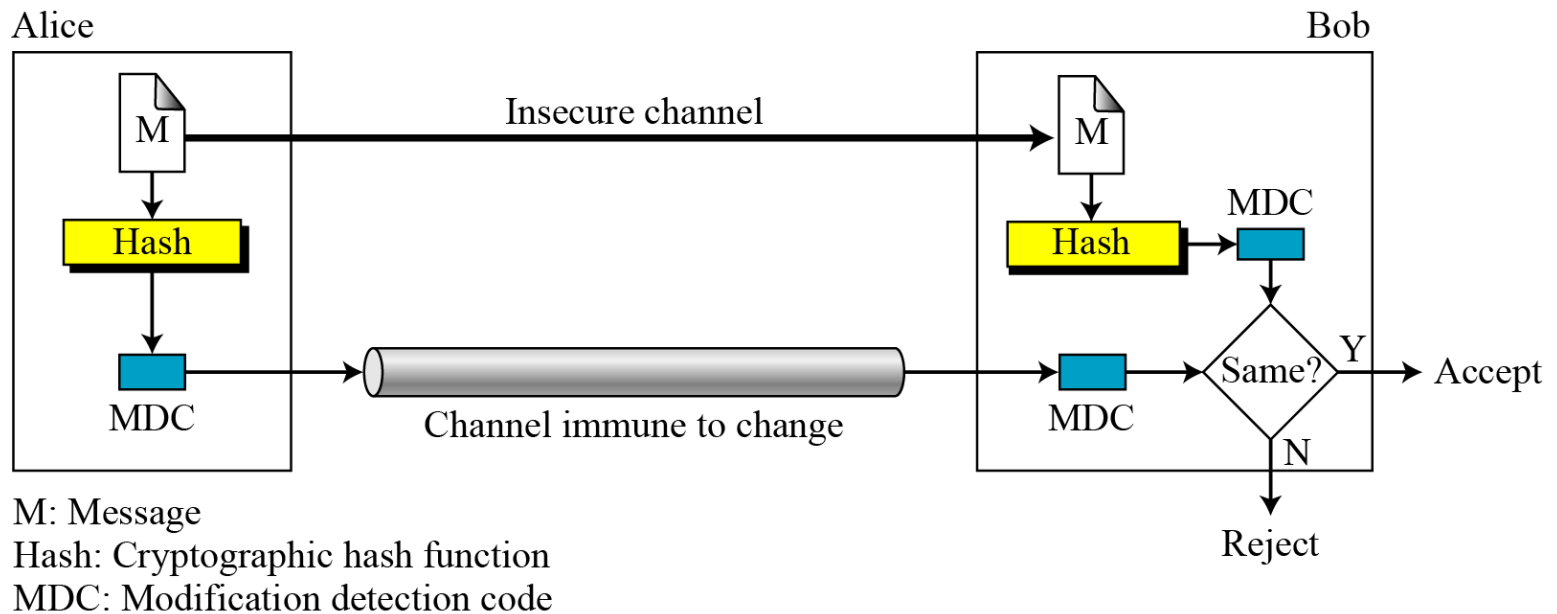 Alice
Bob
M
Insecure channel
M
Hash
MDC
Hash
MDC
Channel immune to change
MDC
Same?
Y
Accept
N
Reject
M: Message
Hash: Cryptographic hash function
MDC: Modification detection code